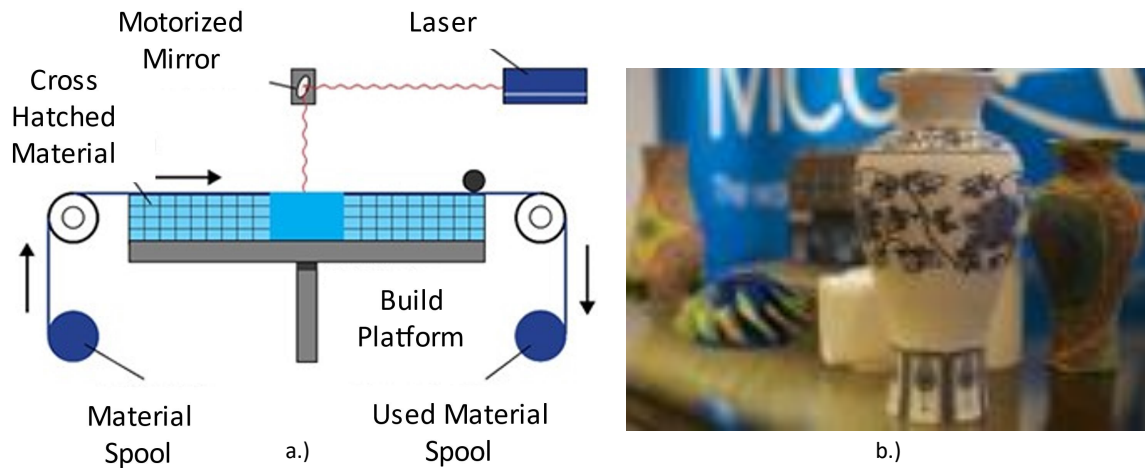 Motorized
Mirror
Laser
Cross
Hatched
Material
Build
Platform
Material
Spool
Used Material
Spool
a.)
b.)